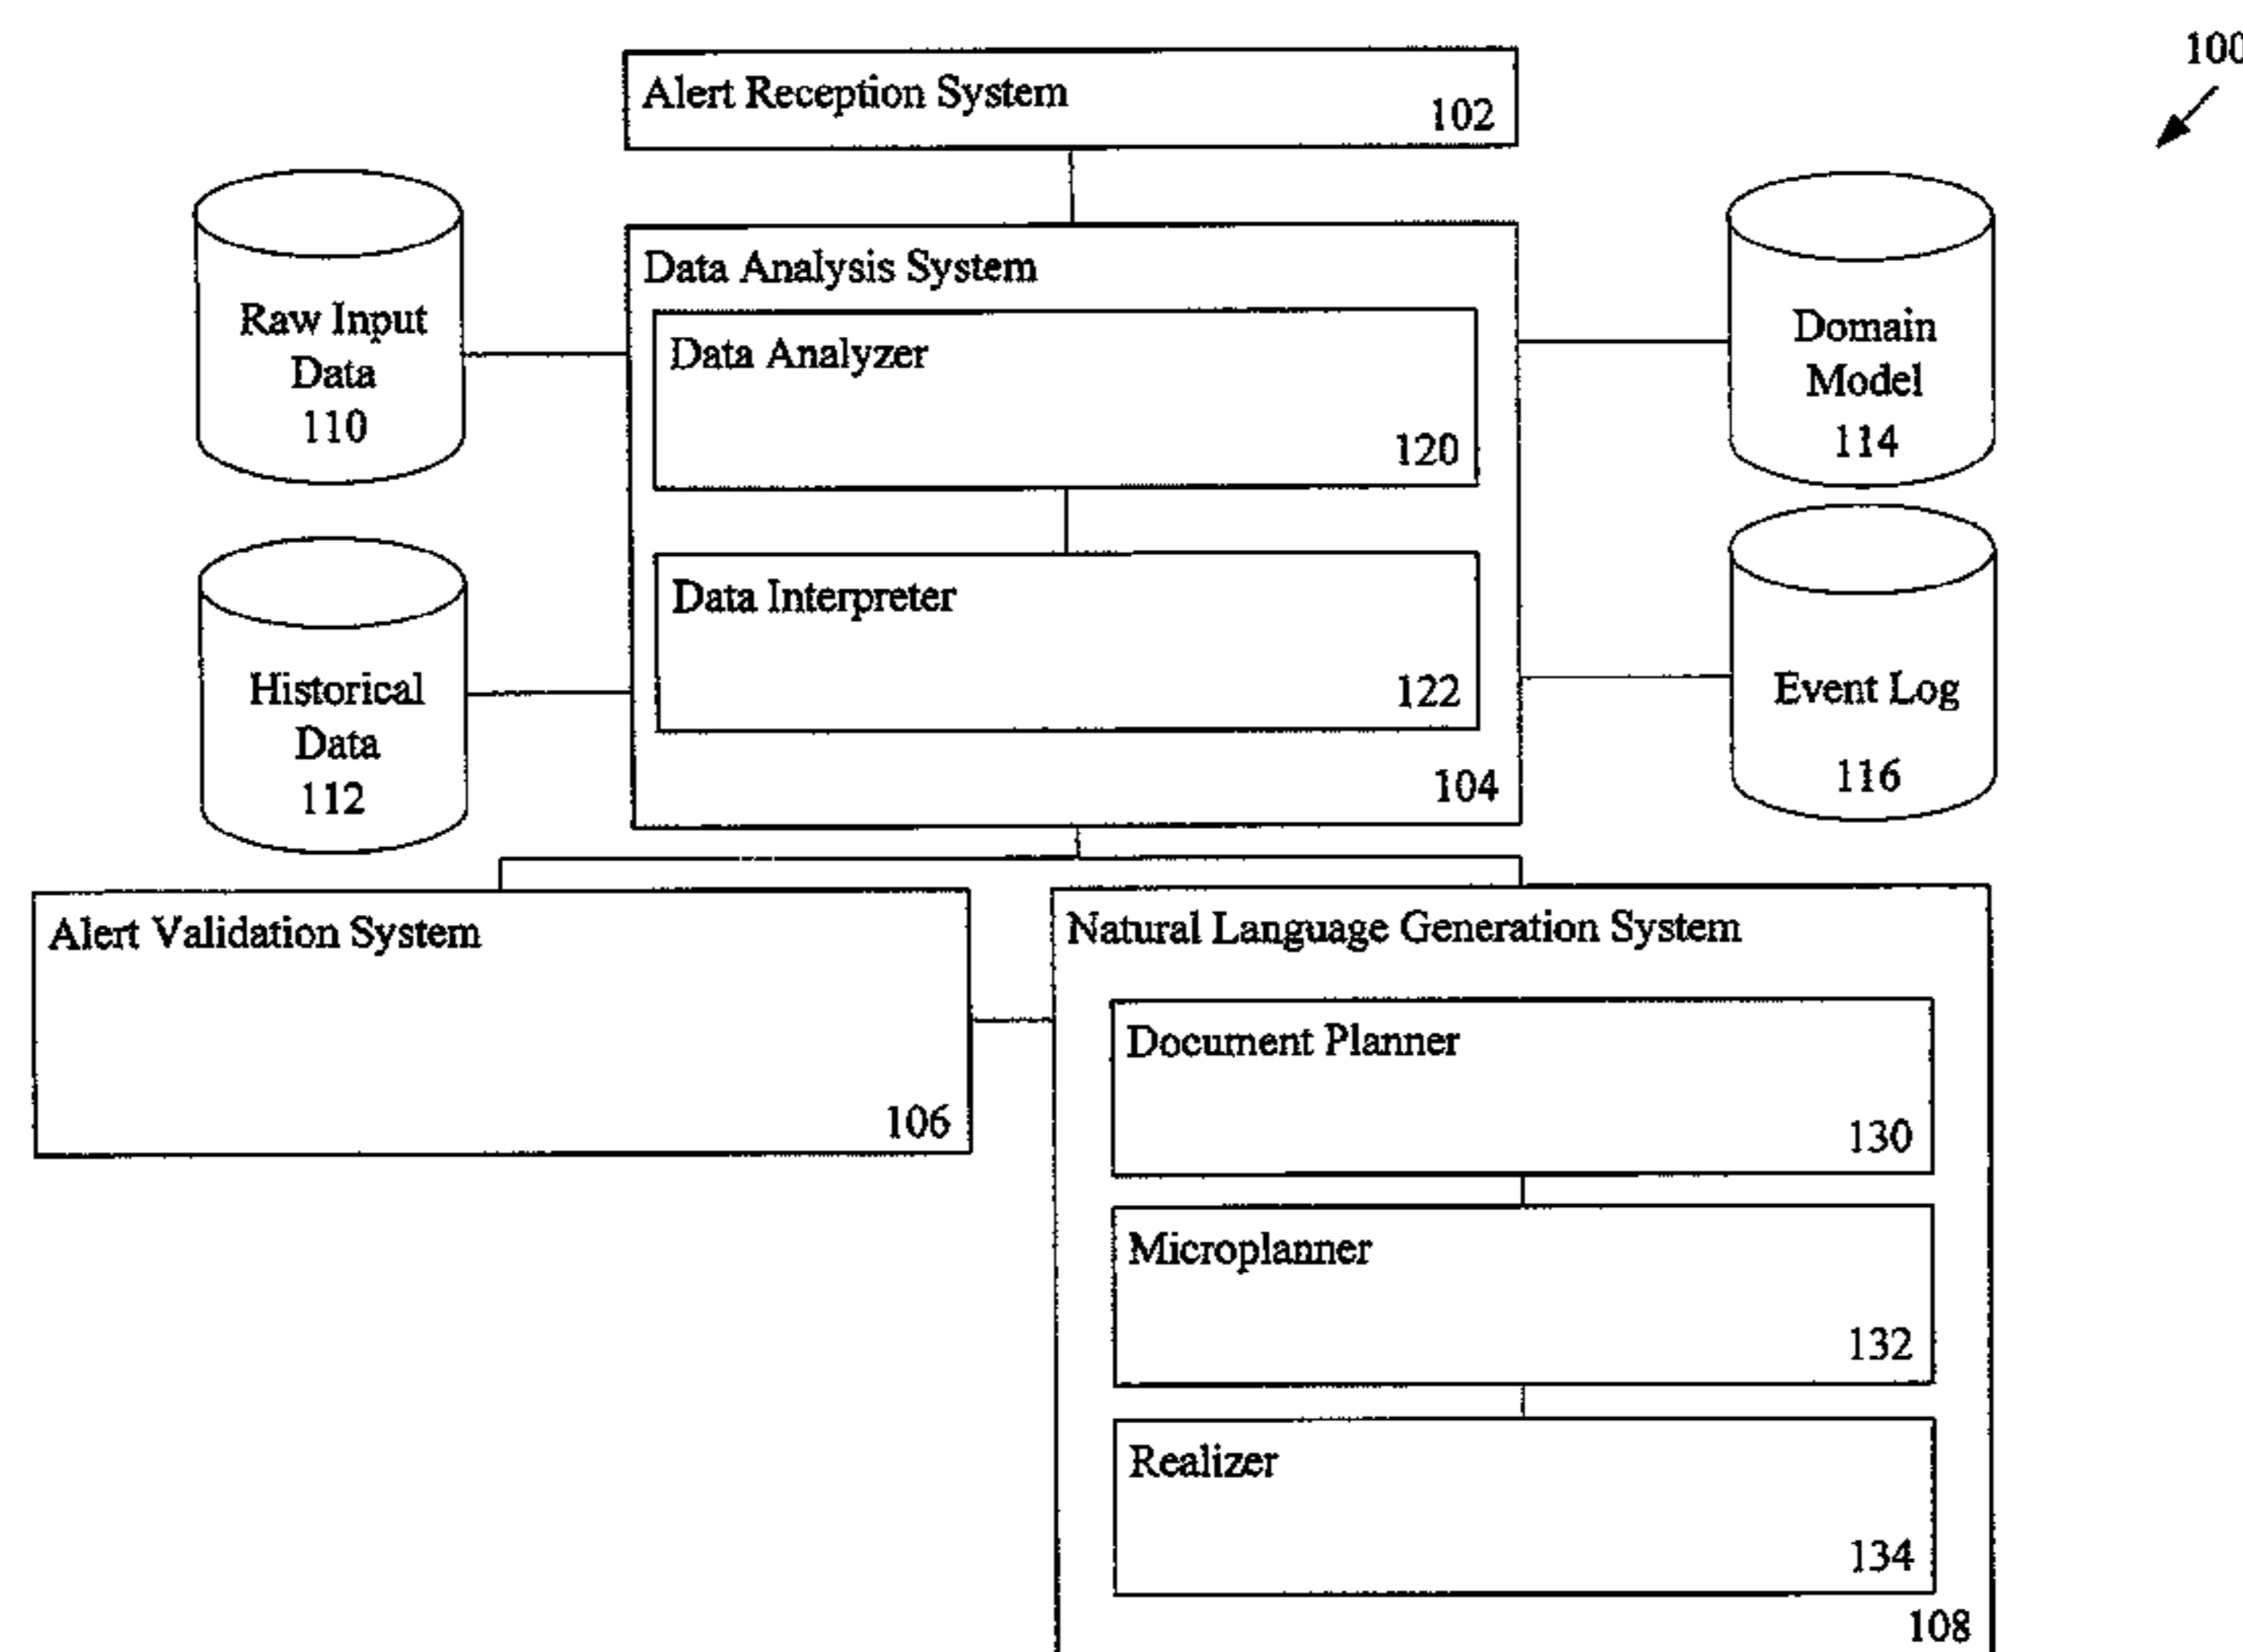 100
Alert Reception System
102
Raw Input
Data
110
Data Analysis System
Data Analyzer
120
Data Interpreter
122
104
Domain
Model
114
Historical
Data
112
Event Log
116
Alert Validation System
106
Natural Language Generation System
Document Planner
130
Microplanner
132
Realizer
134
108